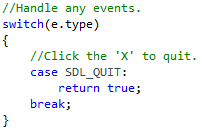 //Handle any events.
switch(e.type)
{
    //Click the 'X' to quit.
    case SDL_QUIT:
        return true;
    break;
}